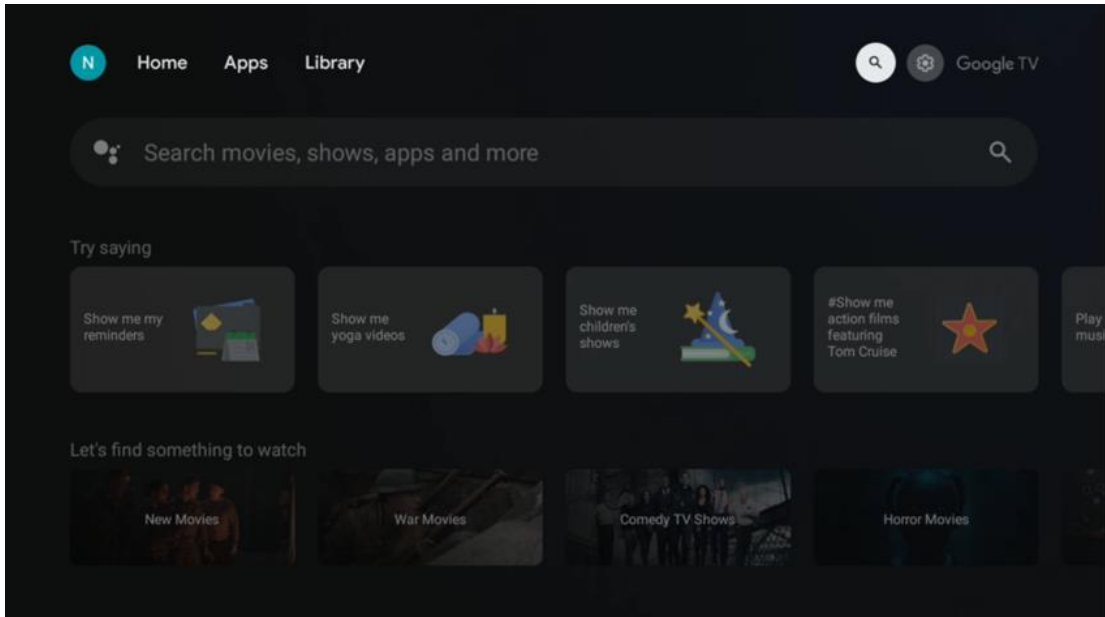 N Home Apps Library Google TV
Search movies, shows, apps and more
Try saying
Show me my
reminders
Show me
yoga videos
Show me
children's
shows
#Show me
action films
featuring
Tom Cruise
Play
musi
Let's find something to watch
New Movies
War Movies
Comedy TV Shows
Horror Movies